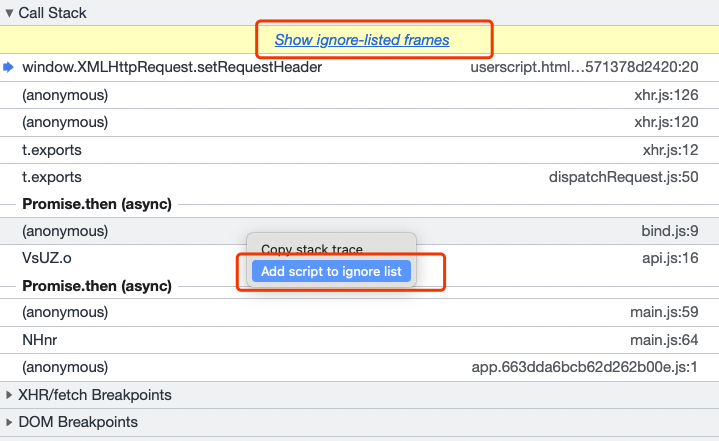 Call Stack
Show ignore-listed frames
window.XMLHttpRequest.setRequestHeader userscript.html…571378d2420:20
(anonymous) xhr.js:126
(anonymous) xhr.js:120
t.exports xhr.js:12
t.exports dispatchRequest.js:50
Promise.then (async)
(anonymous) bind.js:9
Copy stack trace
VsUZ.o api.js:16
Add script to ignore list
Promise.then (async)
(anonymous) main.js:59
NHnr main.js:64
(anonymous) app.663dda6bcb62d262b00e.js:1
XHR/fetch Breakpoints
DOM Breakpoints